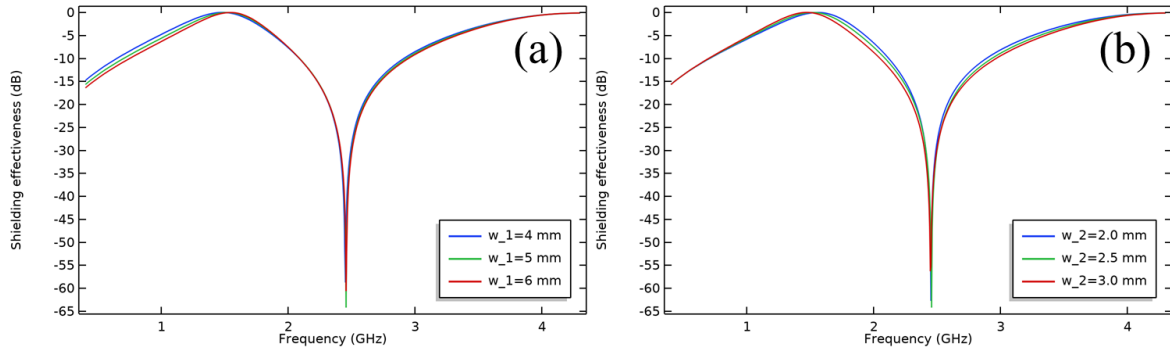 0
-5
-10
-15
-20
-25
-30
-35
-40
-45
-50
-55
-60
-65
Shielding effectiveness (dB)
(a)
w_1=4 mm
w_1=5 mm
w_1=6 mm
1 2 3 4
Frequency (GHz)
0
-5
-10
-15
-20
-25
-30
-35
-40
-45
-50
-55
-60
-65
Shielding effectiveness (dB)
(b)
w_2=2.0 mm
w_2=2.5 mm
w_2=3.0 mm
1 2 3 4
Frequency (GHz)